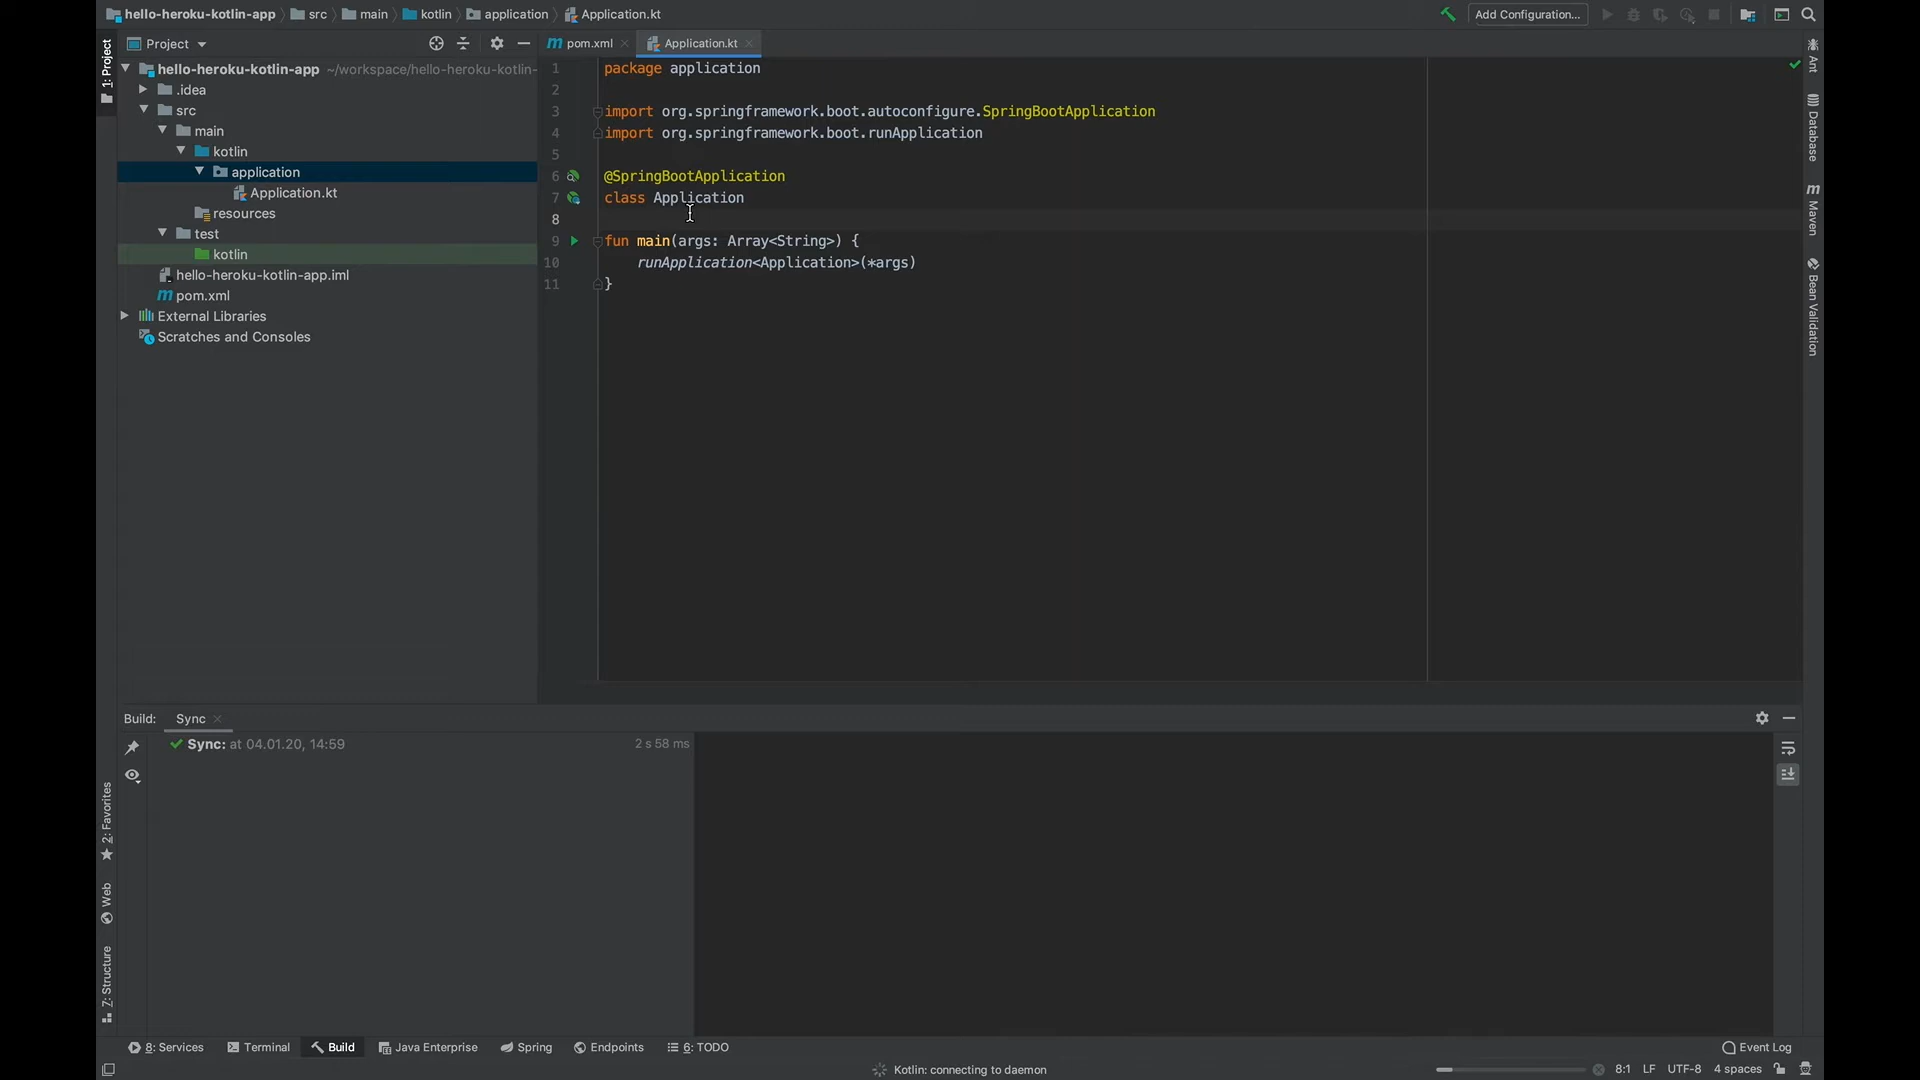 hello-heroku-kotlin-app src main kotlin application Application.kt
Add Configuration...
Project
pom.xml Application.kt
1: Project
hello-heroku-kotlin-app ~/workspace/hello-heroku-kotlin-
.idea
src
main
kotlin
application
Application.kt
resources
test
kotlin
hello-heroku-kotlin-app.iml
pom.xml
External Libraries
Scratches and Consoles
1 package application
2
3 import org.springframework.boot.autoconfigure.SpringBootApplication
4 import org.springframework.boot.runApplication
5
6 @SpringBootApplication
7 class Application
8
9 fun main(args: Array<String>) {
10 runApplication<Application>(*args)
11 }
Ant
Database
Maven
Bean Validation
Build: Sync
Sync: at 04.01.20, 14:59 2 s 58 ms
2: Favorites
Web
7: Structure
8: Services Terminal Build Java Enterprise Spring Endpoints 6: TODO Event Log
Kotlin: connecting to daemon 8:1 LF UTF-8 4 spaces